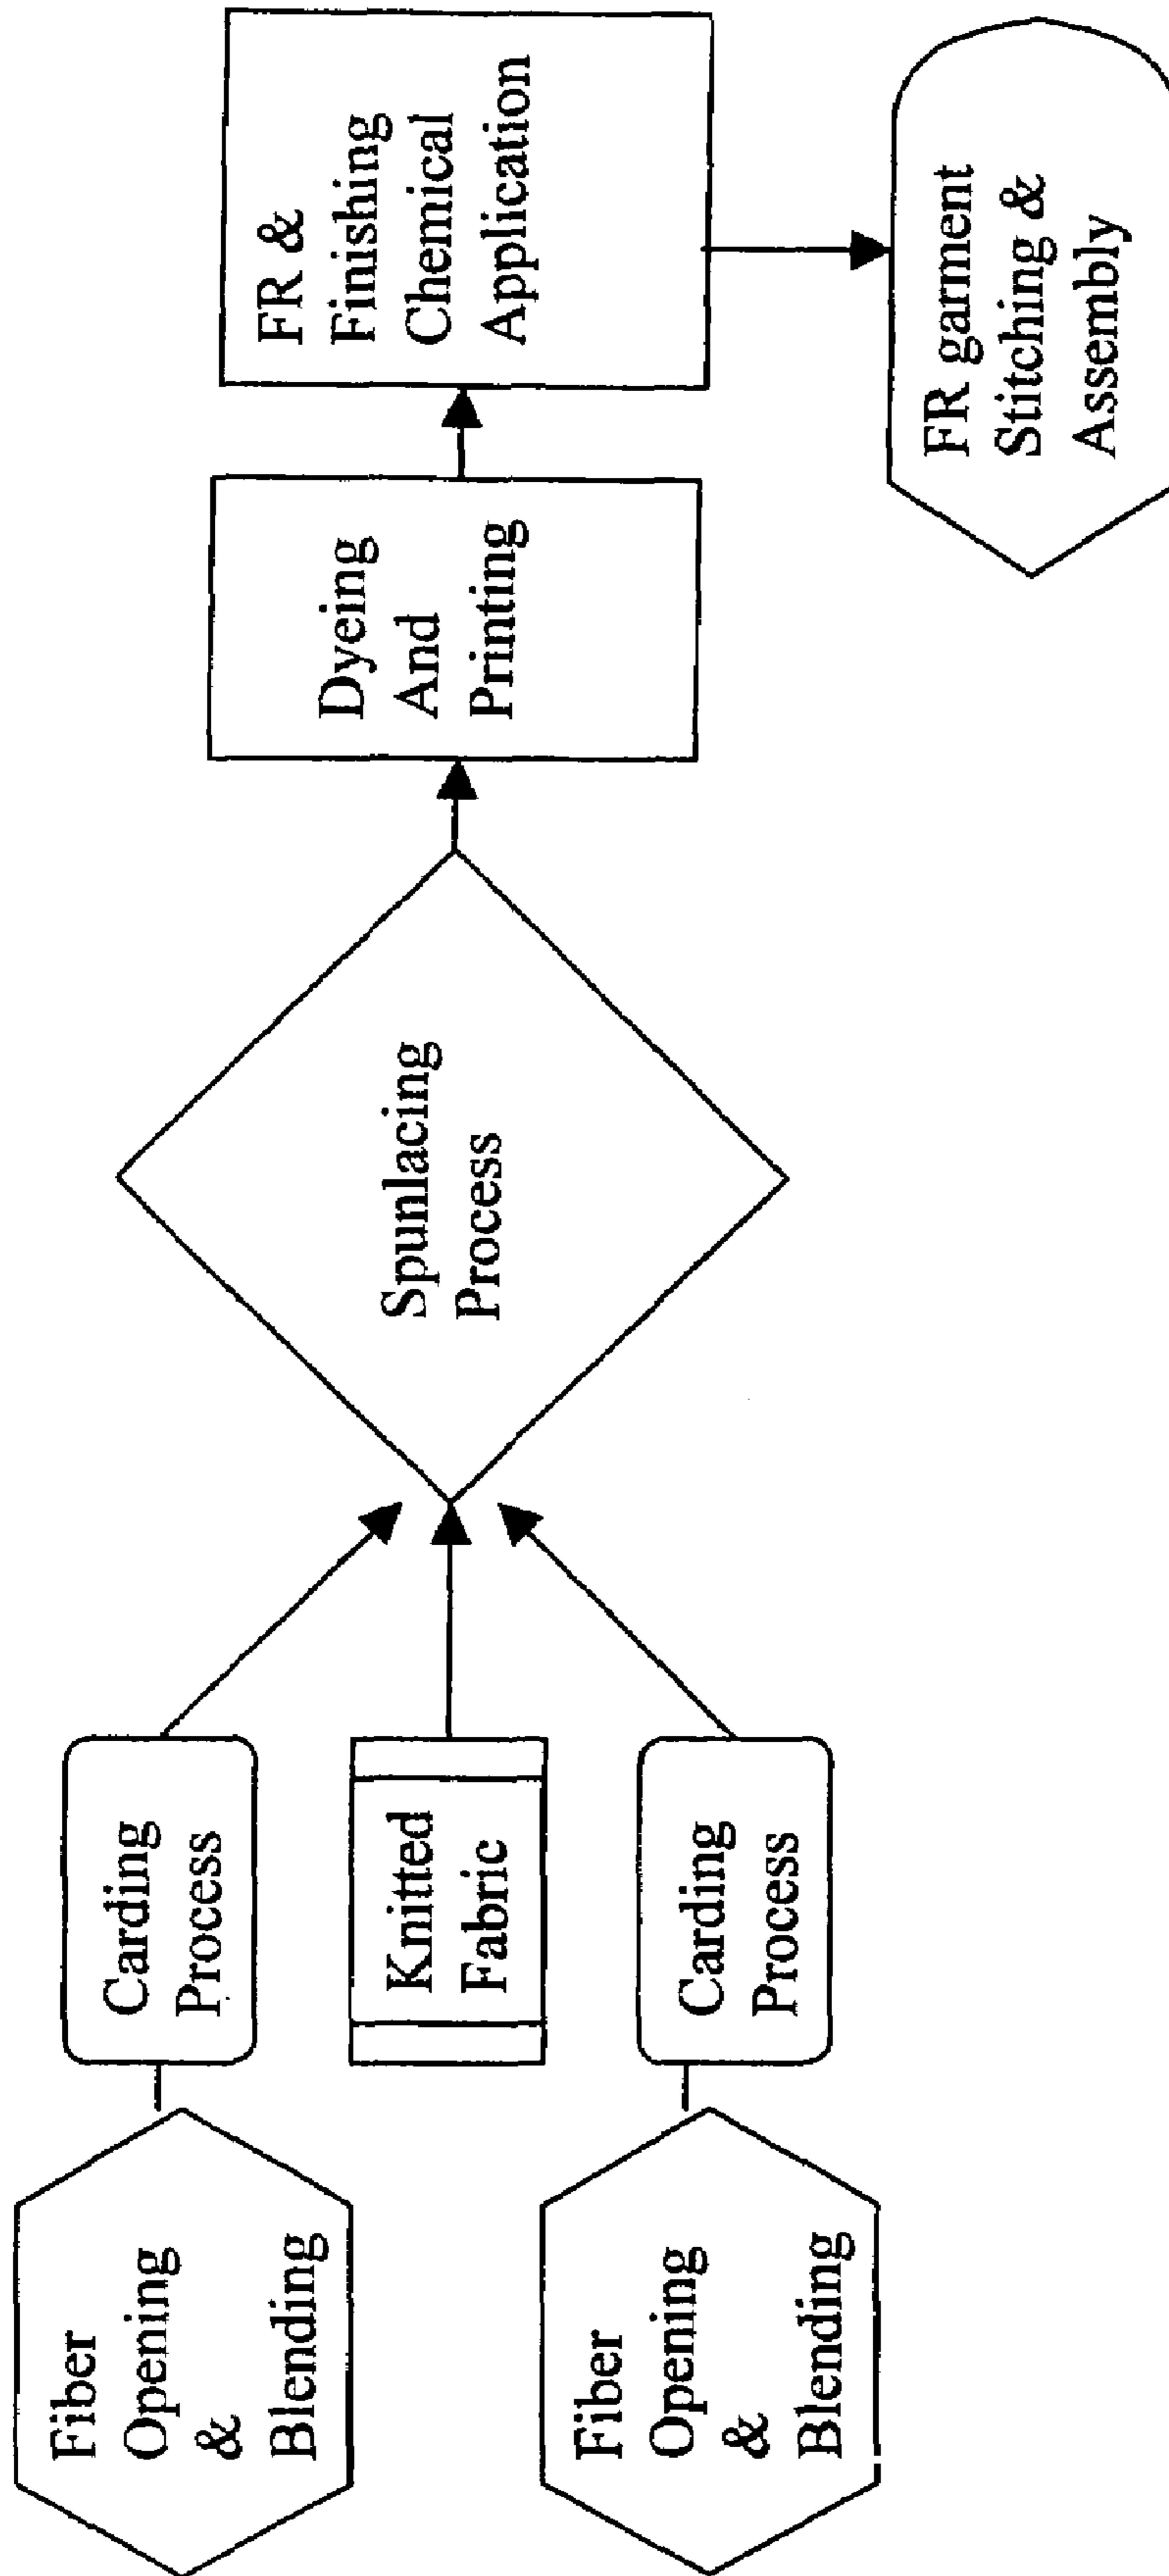 Fiber
Opening
&
Blending
Carding
Process
Knitted
Fabric
Fiber
Opening
&
Blending
Carding
Process
Spunlacing
Process
Dyeing
And
Printing
FR &
Finishing
Chemical
Application
FR garment
Stitching &
Assembly